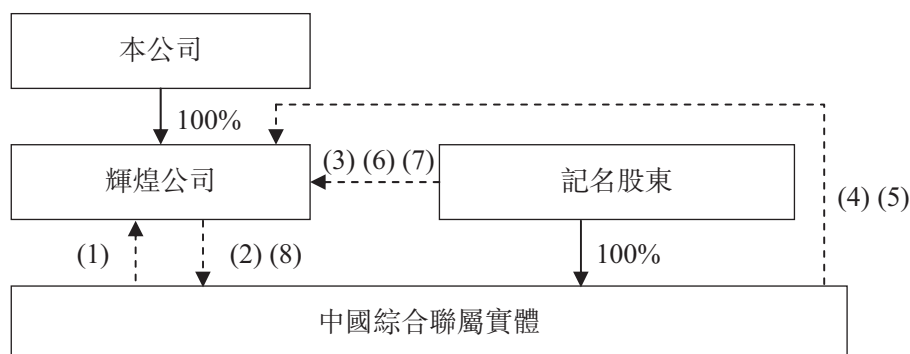 本公司
100%
輝煌公司
(3) (6) (7)
記名股東
(4) (5)
(1)
(2) (8)
100%
中國綜合聯屬實體